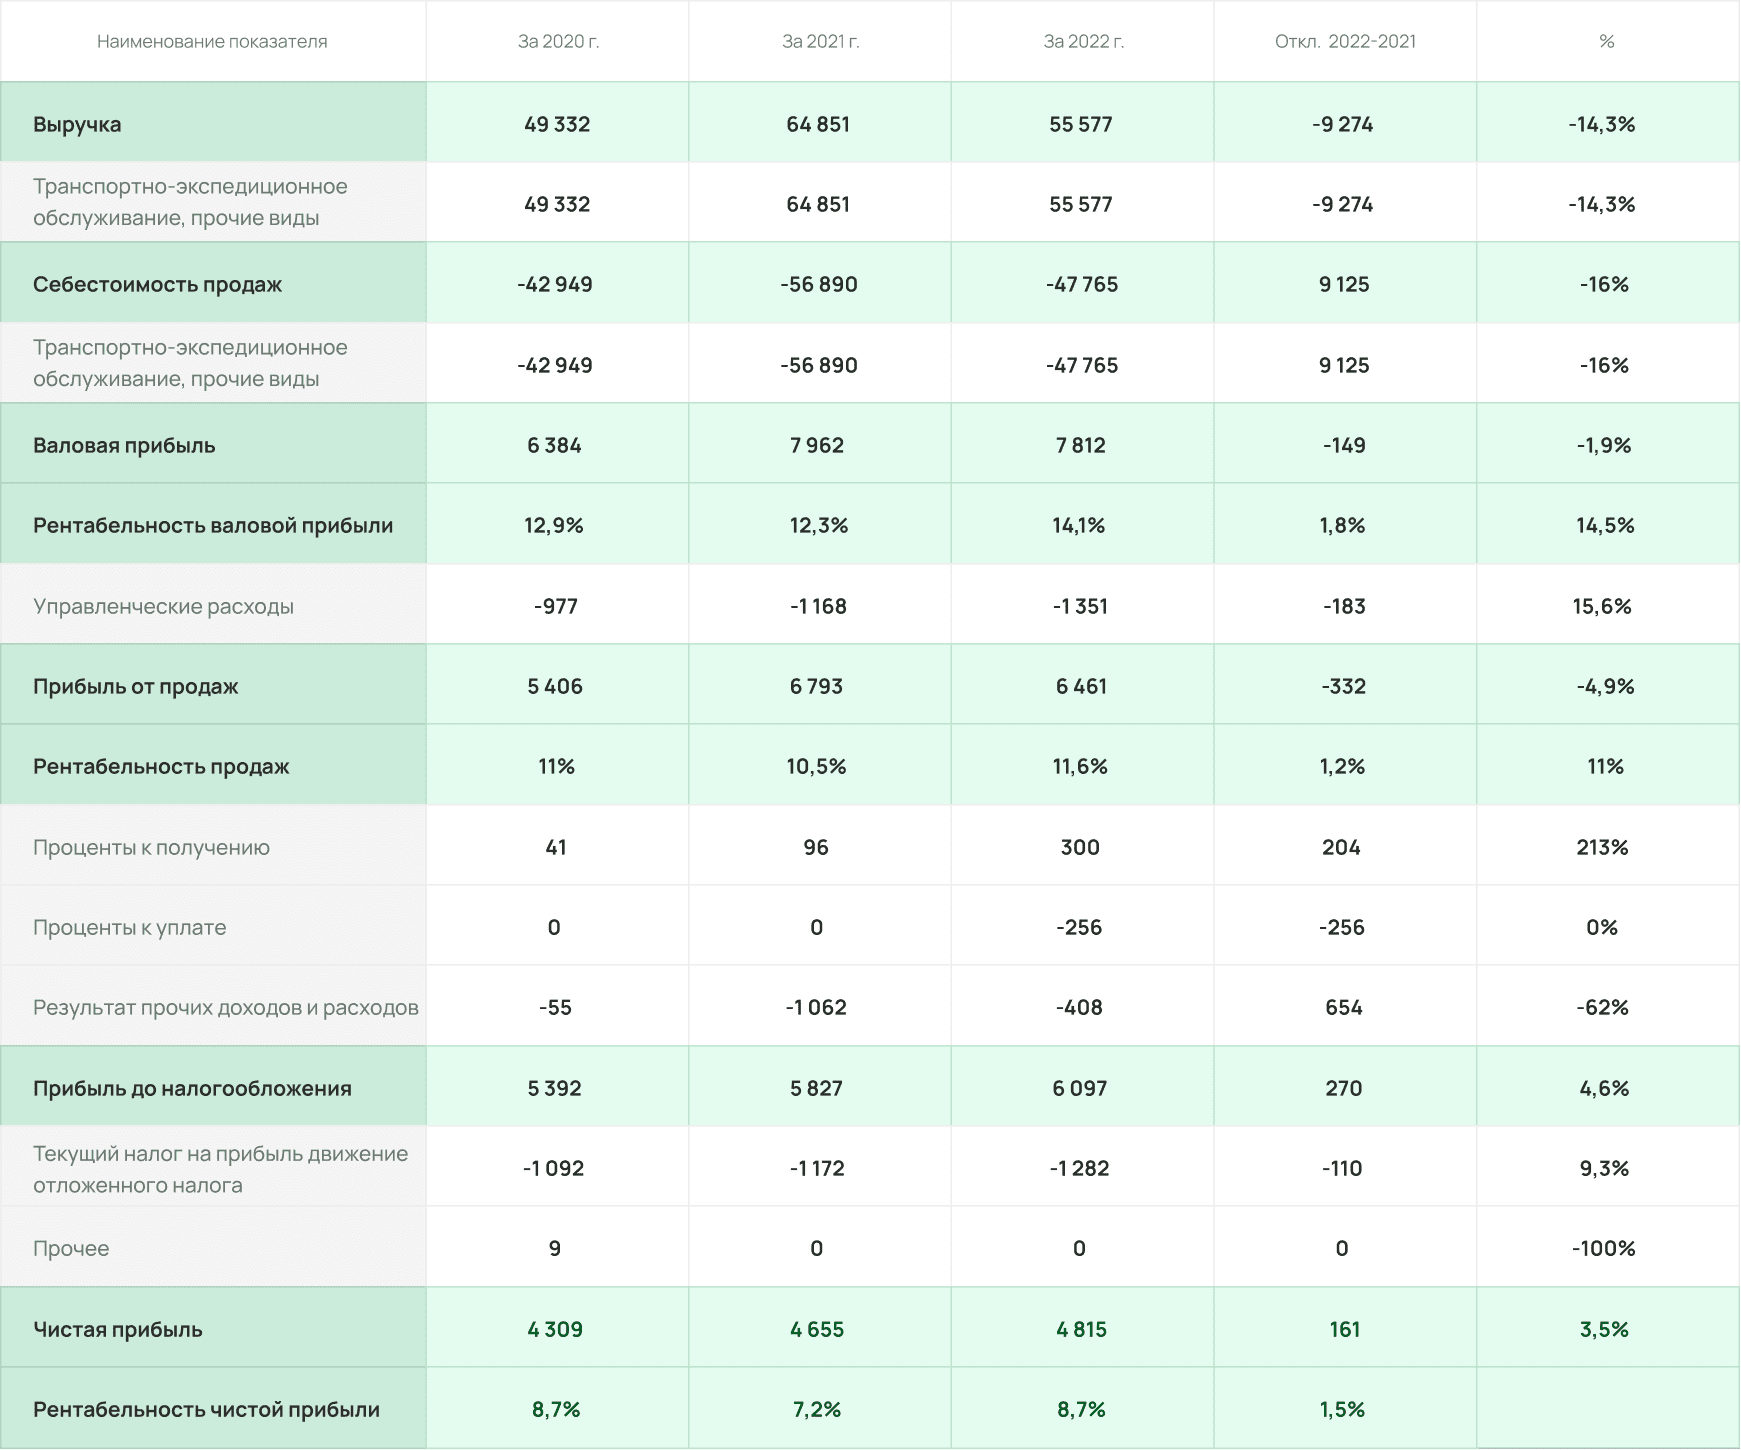 Наименование показателя За 2020 г. За 2021 г. За 2022 г. Откл. 2022-2021 %
Выручка 49 332 64 851 55 577 -9 274 -14,3%
Транспортно-экспедиционное
обслуживание, прочие виды 49 332 64 851 55 577 -9 274 -14,3%
Себестоимость продаж -42 949 -56 890 -47 765 9 125 -16%
Транспортно-экспедиционное
обслуживание, прочие виды -42 949 -56 890 -47 765 9 125 -16%
Валовая прибыль 6 384 7 962 7 812 -149 -1,9%
Рентабельность валовой прибыли 12,9% 12,3% 14,1% 1,8% 14,5%
Управленческие расходы -977 -1 168 -1 351 -183 15,6%
Прибыль от продаж 5 406 6 793 6 461 -332 -4,9%
Рентабельность продаж 11% 10,5% 11,6% 1,2% 11%
Проценты к получению 41 96 300 204 213%
Проценты к уплате 0 0 -256 -256 0%
Результат прочих доходов и расходов -55 -1 062 -408 654 -62%
Прибыль до налогообложения 5 392 5 827 6 097 270 4,6%
Текущий налог на прибыль движение
отложенного налога -1 092 -1 172 -1 282 -110 9,3%
Прочее 9 0 0 0 -100%
Чистая прибыль 4 309 4 655 4 815 161 3,5%
Рентабельность чистой прибыли 8,7% 7,2% 8,7% 1,5%